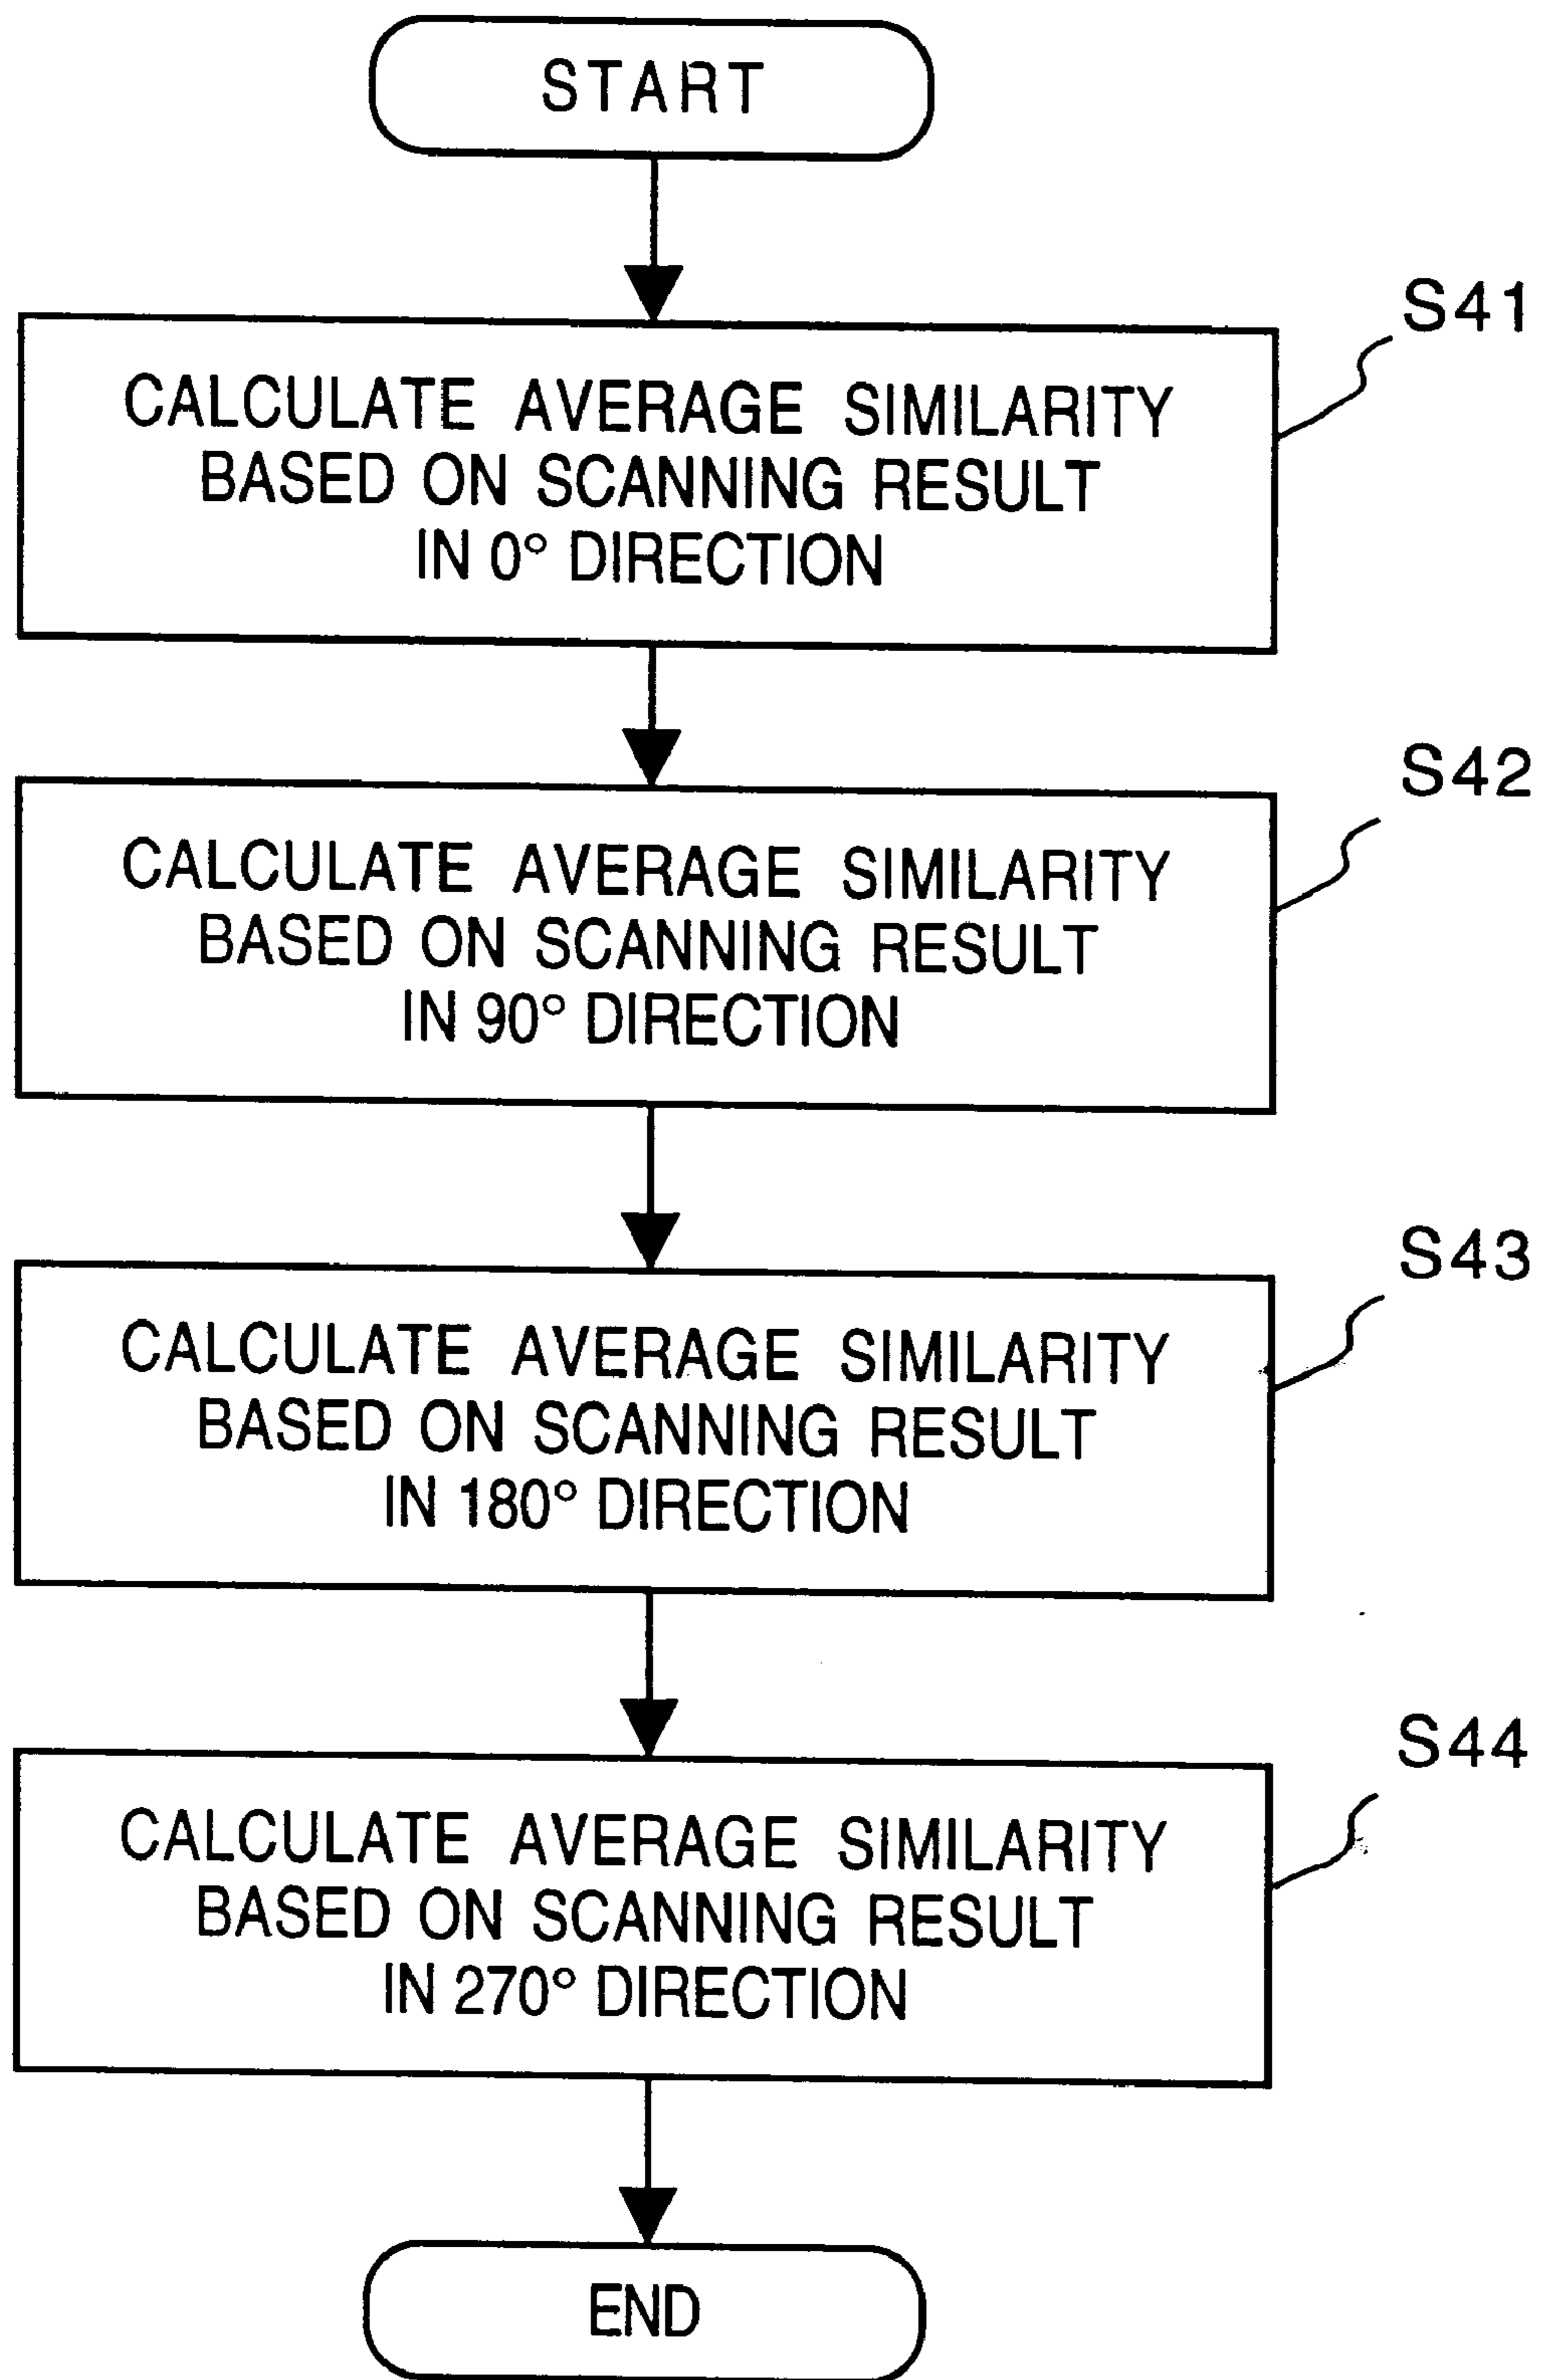 START
S41
CALCULATE AVERAGE SIMILARITY
BASED ON SCANNING RESULT
IN 0° DIRECTION
S42
CALCULATE AVERAGE SIMILARITY
BASED ON SCANNING RESULT
IN 90° DIRECTION
S43
CALCULATE AVERAGE SIMILARITY
BASED ON SCANNING RESULT
IN 180° DIRECTION
S44
CALCULATE AVERAGE SIMILARITY
BASED ON SCANNING RESULT
IN 270° DIRECTION
END